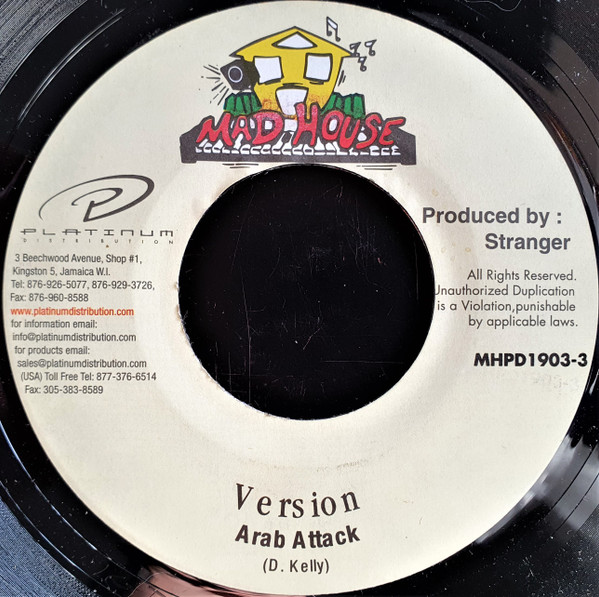 MAD HOUSE
PLATINUM
DISTRIBUTION
3 Beechwood Avenue, Shop #1,
Kingston 5, Jamaica W.I.
Tel: 876-926-5077, 876-929-3726,
Fax: 876-960-8588
www.platinumdistribution.com
for information email:
info@platinumdistribution.com
for products email:
sales@platinumdistribution.com
(USA) Toll Free Tel: 877-376-6514
Fax: 305-383-8589
Produced by :
Stranger
All Rights Reserved.
Unauthorized Duplication
is a Violation,punishable
by applicable laws.
MHPD1903-3
Version
Arab Attack
(D. Kelly)